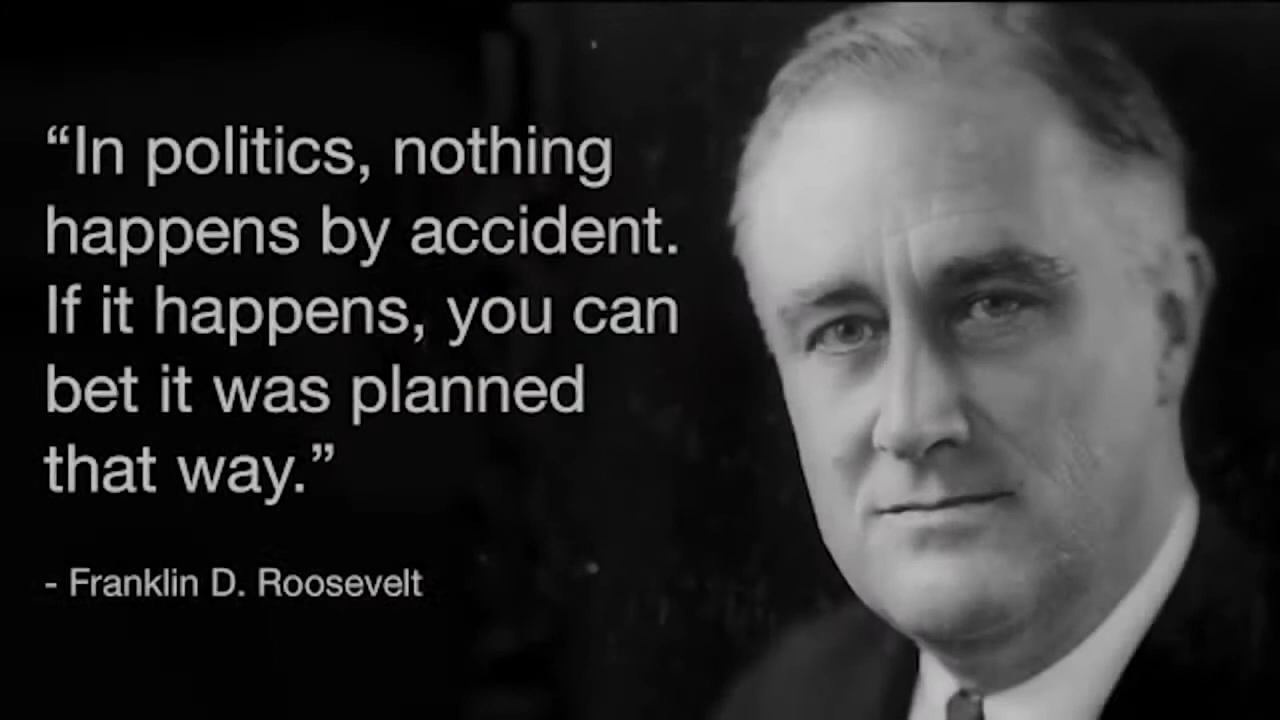 “In politics, nothing
happens by accident.
If it happens, you can
bet it was planned
that way.”
- Franklin D. Roosevelt